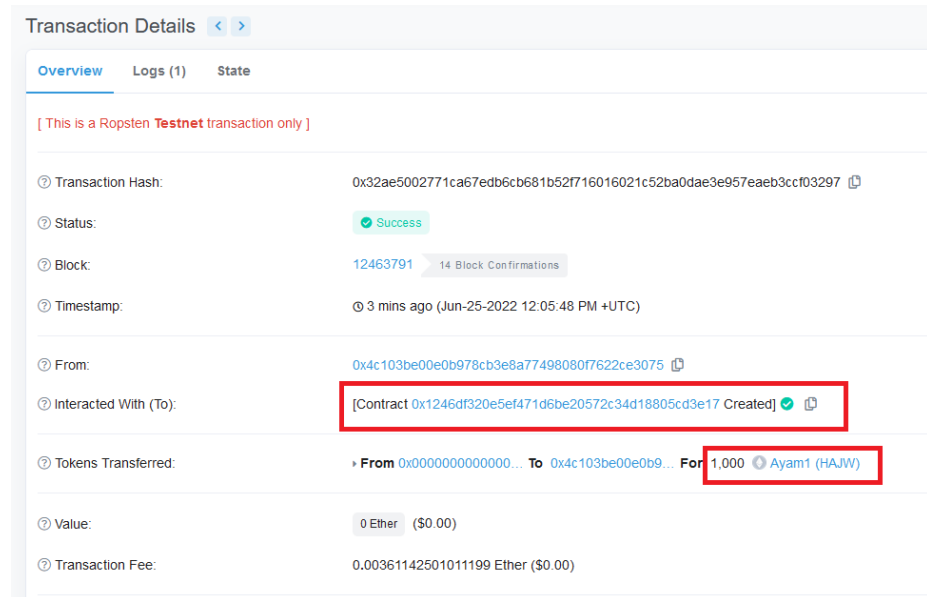 Transaction Details < >
Overview Logs (1) State
[ This is a Ropsten Testnet transaction only ]
Transaction Hash: 0x32ae5002771ca67edb6cb681b52f716016021c52ba0dae3e957eaeb3ccf03297
Status: Success
Block: 12463791 14 Block Confirmations
Timestamp: 3 mins ago (Jun-25-2022 12:05:48 PM +UTC)
From: 0x4c103be00e0b978cb3e8a77498080f7622ce3075
Interacted With (To): [Contract 0x1246df320e5ef471d6be20572c34d18805cd3e17 Created]
Tokens Transferred: From 0x0000000000000... To 0x4c103be00e0b9... For 1,000 Ayam1 (HAJW)
Value: 0 Ether ($0.00)
Transaction Fee: 0.00361142501011199 Ether ($0.00)